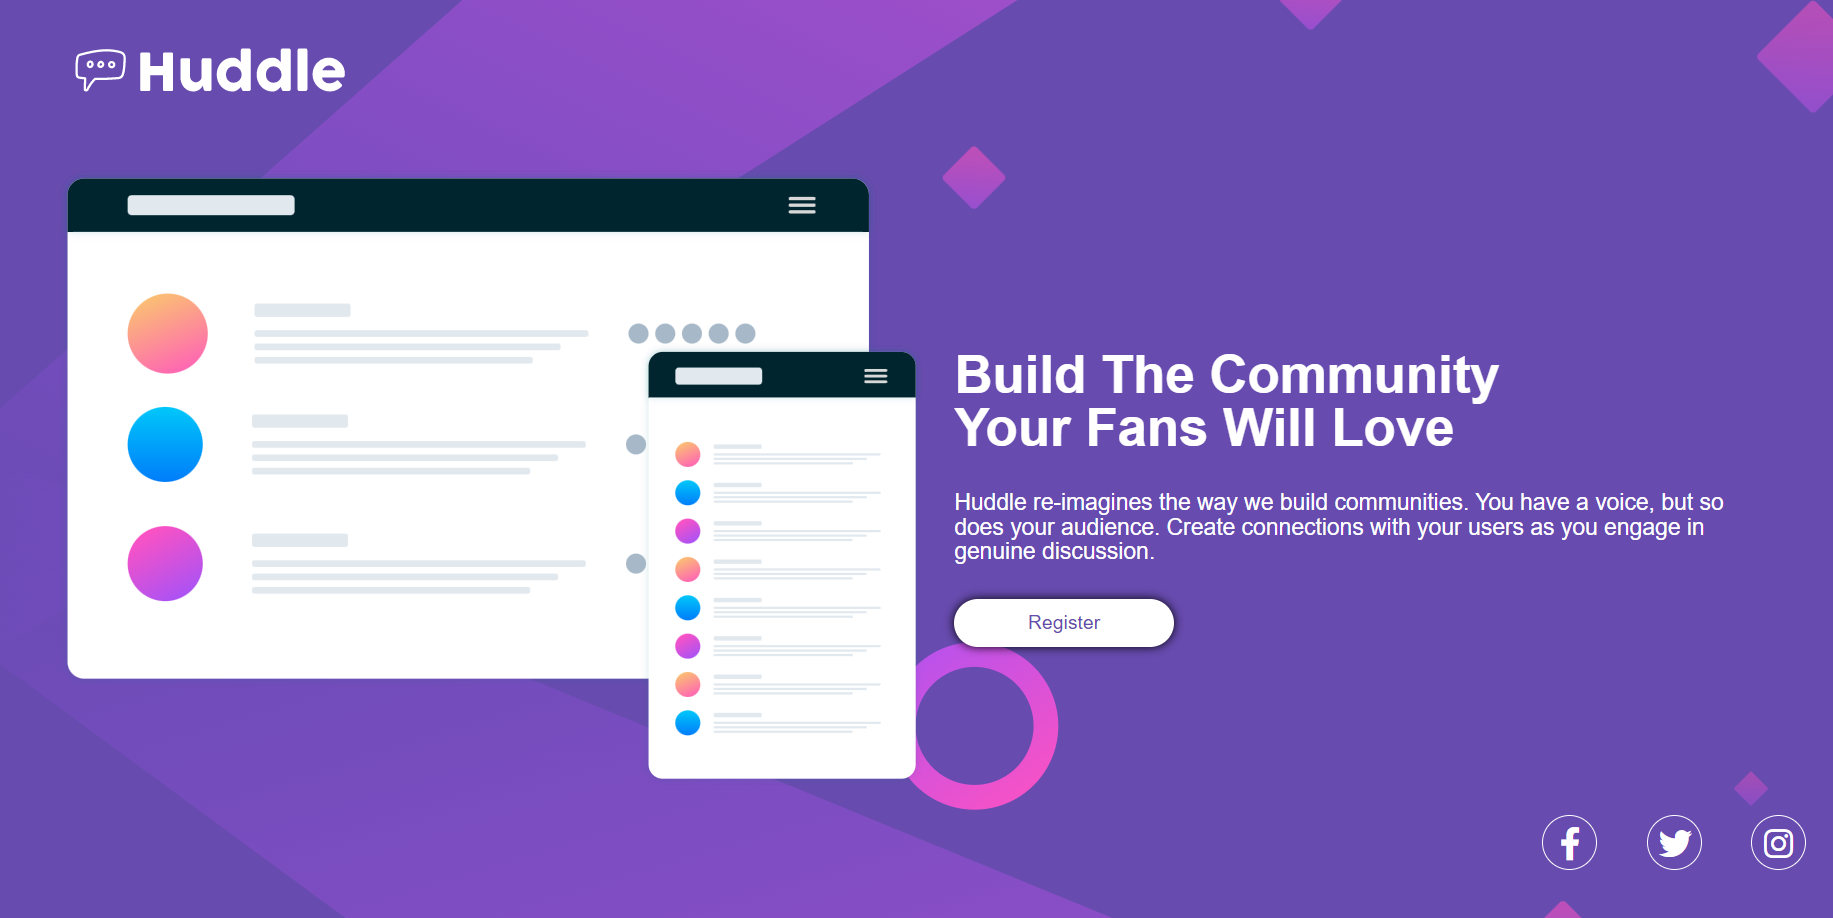 Huddle
Build The Community
Your Fans Will Love
Huddle re-imagines the way we build communities. You have a voice, but so
does your audience. Create connections with your users as you engage in
genuine discussion.
Register